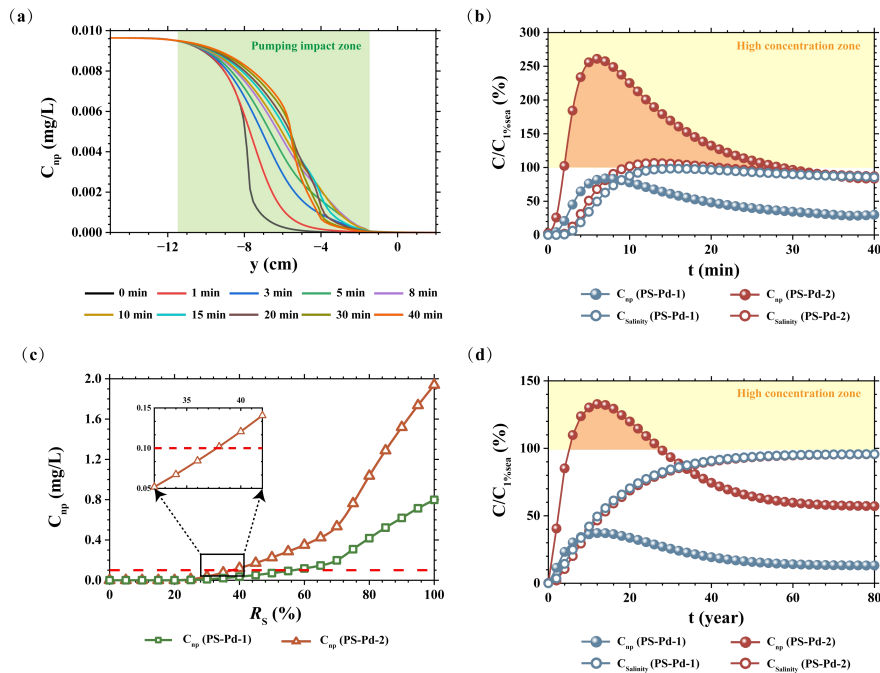 (a)
0.010
0.008
0.006
0.004
0.002
0.000
C_np (mg/L)
Pumping impact zone
−12
−8
−4
0
y (cm)
0 min
1 min
3 min
5 min
8 min
10 min
15 min
20 min
30 min
40 min
(b)
300
250
200
150
100
50
0
C/C_1%sea (%)
High concentration zone
0
10
20
30
40
t (min)
C_np (PS-Pd-1)
C_np (PS-Pd-2)
C_Salinity (PS-Pd-1)
C_Salinity (PS-Pd-2)
(c)
2.0
1.6
1.2
0.8
0.4
0.0
C_np (mg/L)
35
40
0.15
0.10
0.05
0
20
40
60
80
100
R_S (%)
C_np (PS-Pd-1)
C_np (PS-Pd-2)
(d)
150
100
50
0
C/C_1%sea (%)
High concentration zone
0
20
40
60
80
t (year)
C_np (PS-Pd-1)
C_np (PS-Pd-2)
C_Salinity (PS-Pd-1)
C_Salinity (PS-Pd-2)